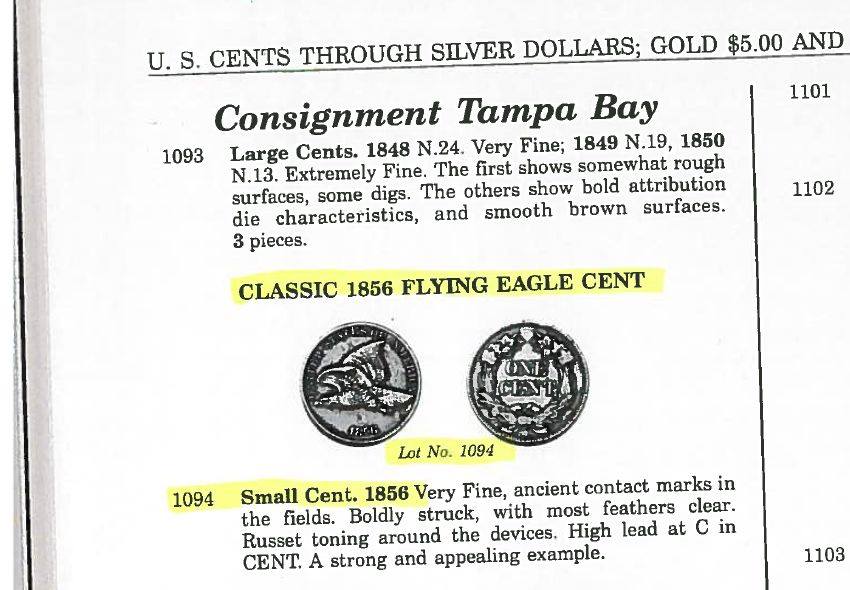 U. S. CENTS THROUGH SILVER DOLLARS; GOLD $5.00 AND
Consignment Tampa Bay
1093 Large Cents. 1848 N.24. Very Fine; 1849 N.19, 1850
N.13. Extremely Fine. The first shows somewhat rough
surfaces, some digs. The others show bold attribution
die characteristics, and smooth brown surfaces.
3 pieces.
CLASSIC 1856 FLYING EAGLE CENT
ONE
CENT
1856
Lot No. 1094
1094 Small Cent. 1856 Very Fine, ancient contact marks in
the fields. Boldly struck, with most feathers clear.
Russet toning around the devices. High lead at C in
CENT. A strong and appealing example.
1101
1102
1103